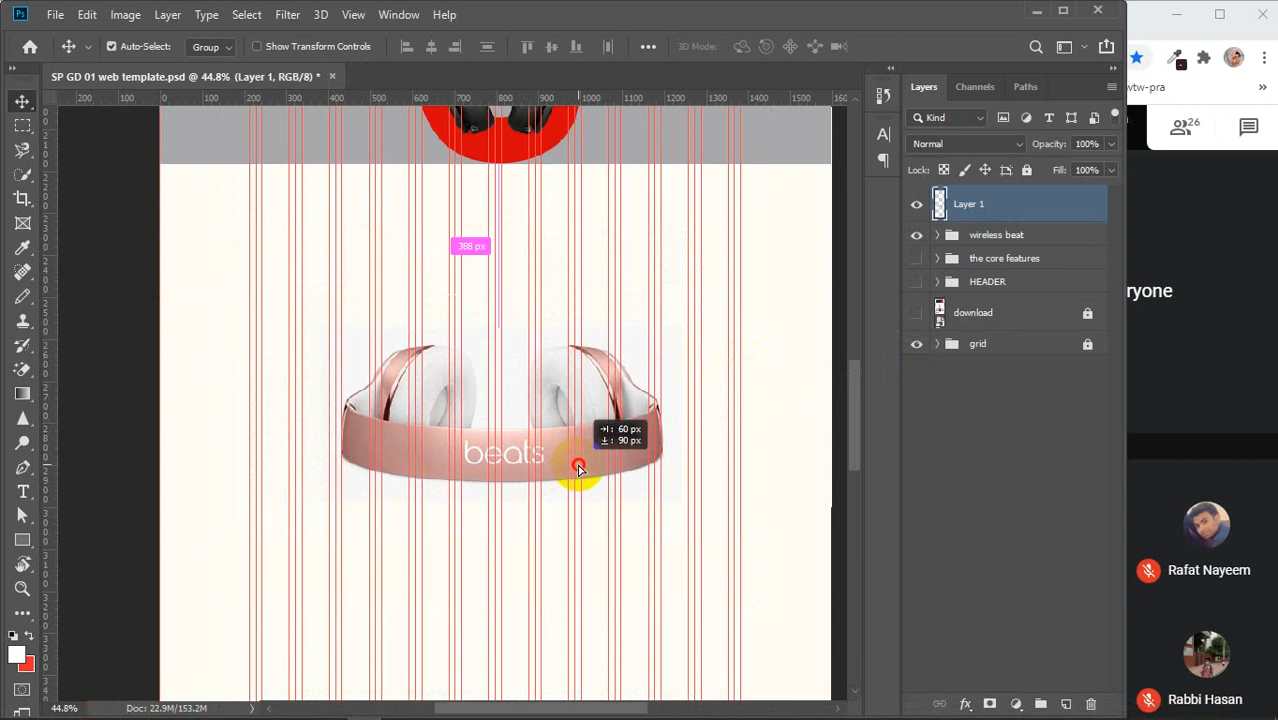 File Edit Image Layer Type Select Filter 3D View Window Help
Auto-Select: Group Show Transform Controls 3D Mode:
SP GD 01 web template.psd @ 44.8% (Layer 1, RGB/8) *
200 100 0 100 200 300 400 500 600 700 800 900 1000 1100 1200 1300 1400 1500 160
Layers Channels Paths
Kind
Normal Opacity: 100%
Lock: Fill: 100%
Layer 1
wireless beat
the core features
HEADER
download
grid
388 px
60 px
90 px
beats
44.8% Doc: 22.9M/153.2M
wtw-pra
26
eryone
Rafat Nayeem
Rabbi Hasan